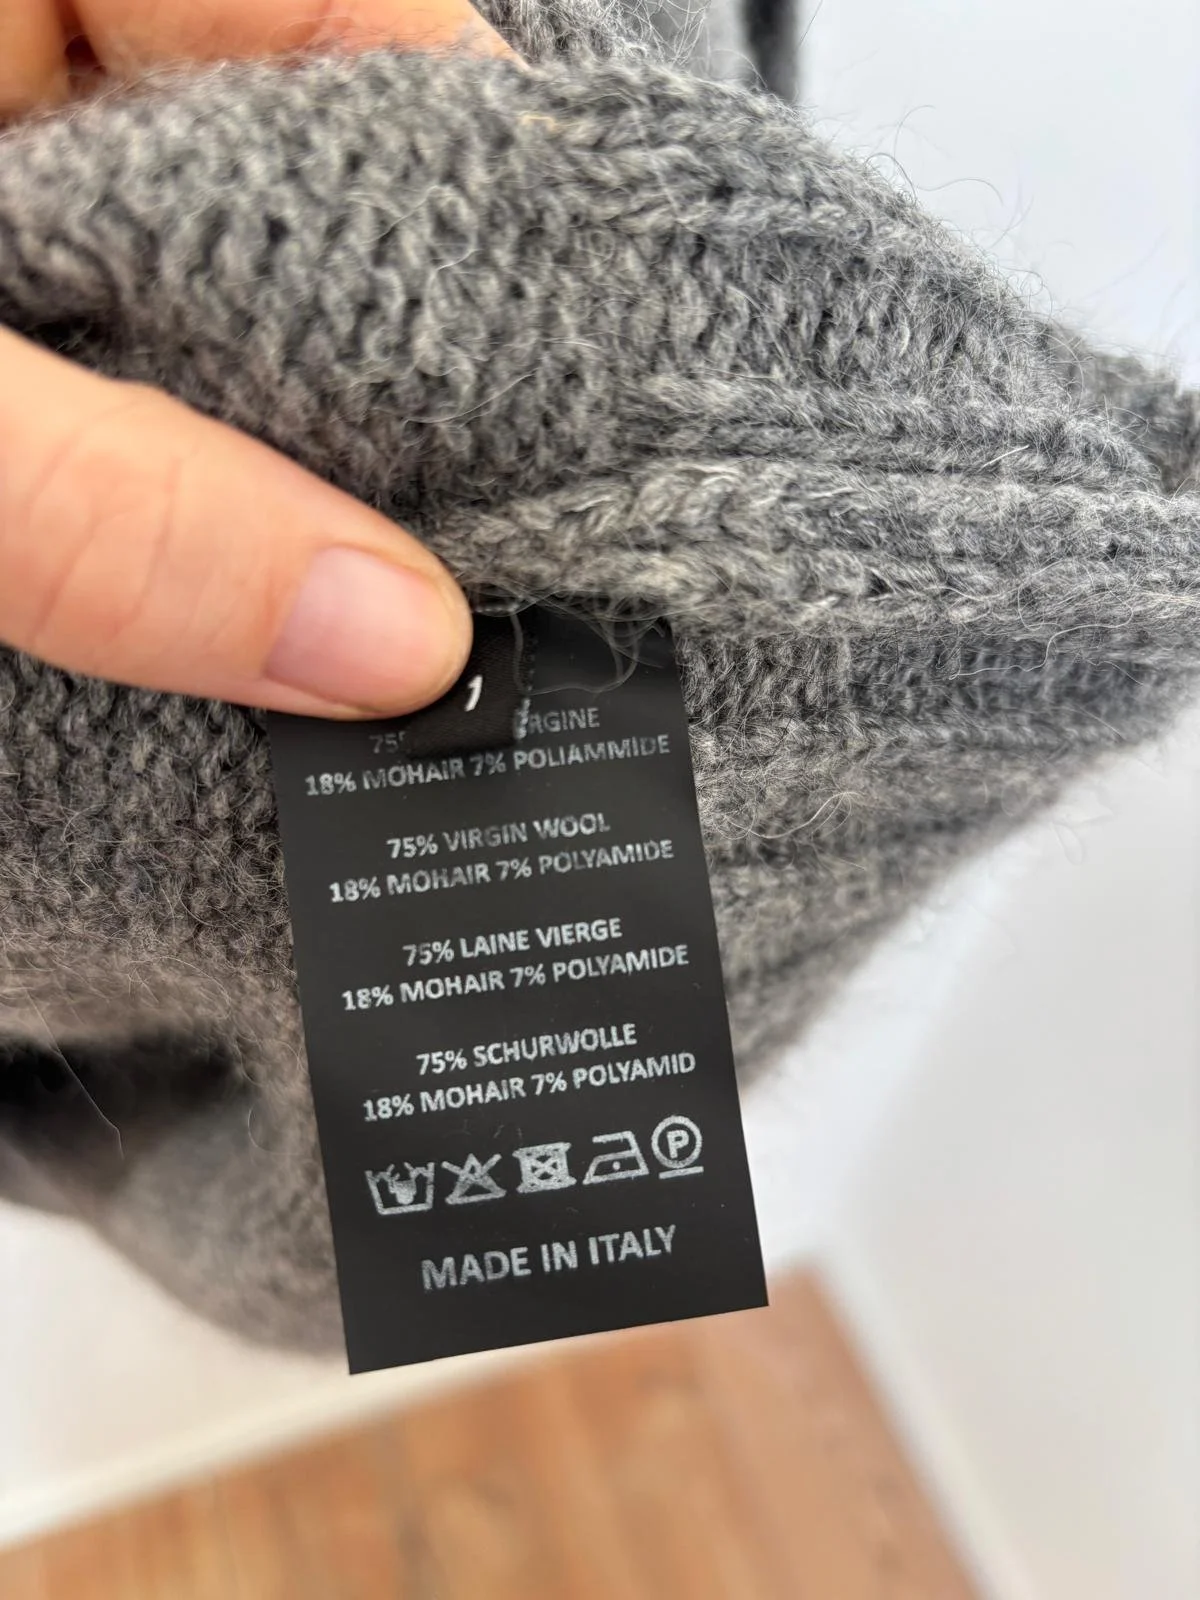 1
18% MOHAIR 7% POLIAMMIDE
75% VIRGIN WOOL
18% MOHAIR 7% POLYAMIDE
75% LAINE VIERGE
18% MOHAIR 7% POLYAMIDE
75% SCHURWOLLE
18% MOHAIR 7% POLYAMID
P
MADE IN ITALY